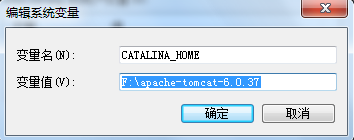 编辑系统变量
变量名(N): CATALINA_HOME
变量值(V): F:\apache-tomcat-6.0.37
确定 取消